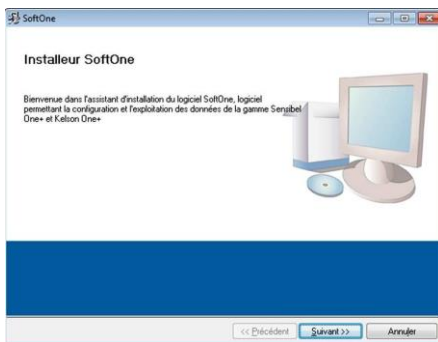 SoftOne
Installeur SoftOne
Bienvenue dans l'assistant d'installation du logiciel SoftOne, logiciel
permettant la configuration et l'exploitation des données de la gamme Sensibel
One+ et Kelson One+
<< Précédent
Suivant >>
Annuler